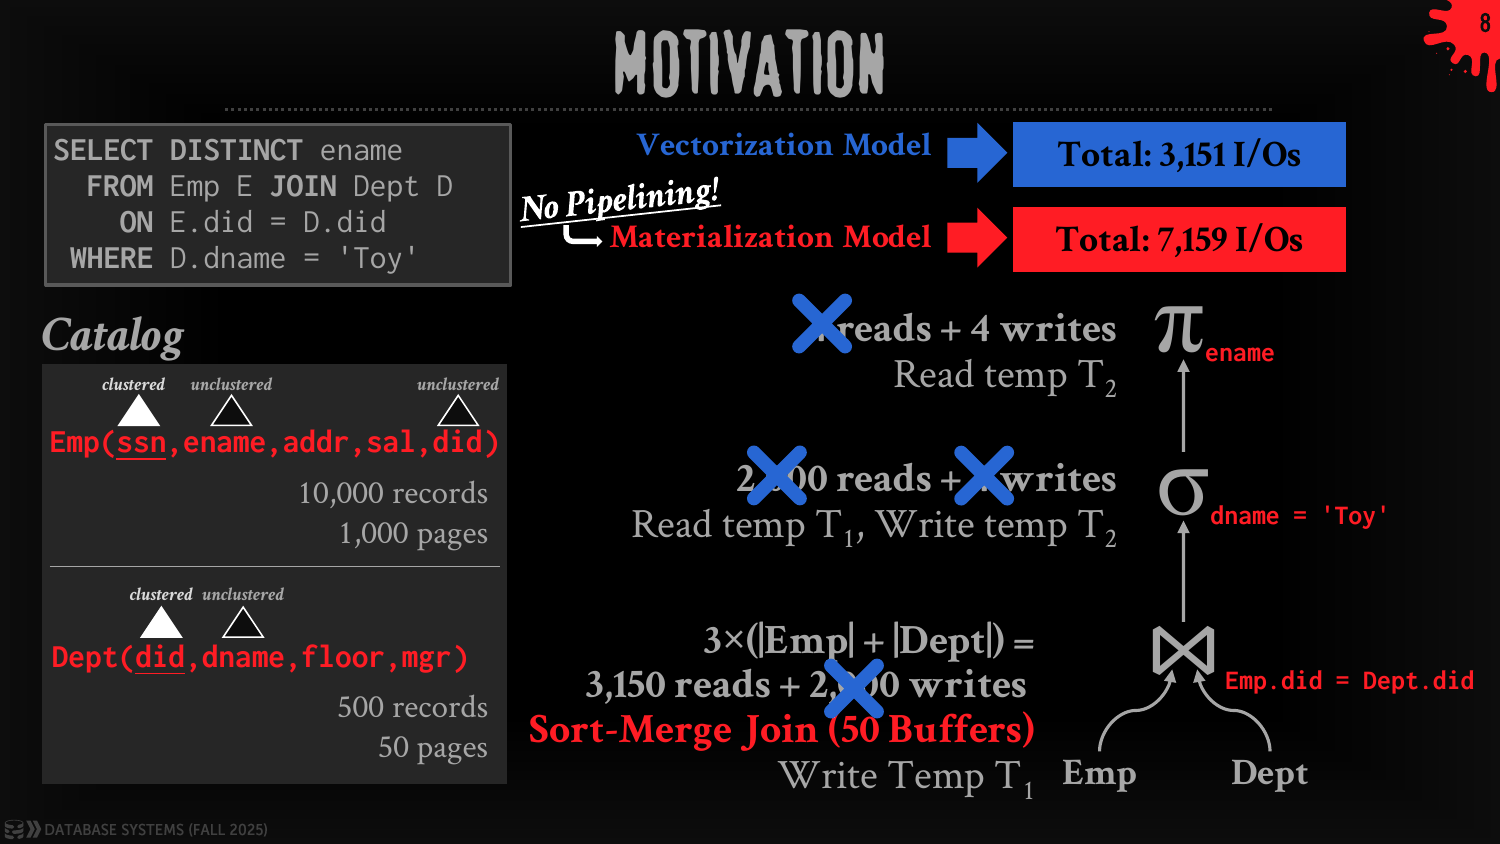 8
MOTIVATION
SELECT DISTINCT ename
FROM Emp E JOIN Dept D
ON E.did = D.did
WHERE D.dname = 'Toy'
Vectorization Model
Total: 3,151 I/Os
No Pipelining!
Materialization Model
Total: 7,159 I/Os
Catalog
clustered unclustered unclustered
Emp(ssn,ename,addr,sal,did)
10,000 records
1,000 pages
clustered unclustered
Dept(did,dname,floor,mgr)
500 records
50 pages
reads + 4 writes
Read temp T2
π ename
reads + writes
Read temp T1, Write temp T2
σ dname = 'Toy'
3×(|Emp| + |Dept|) =
3,150 reads + writes
Sort-Merge Join (50 Buffers)
Write Temp T1
⋈ Emp.did = Dept.did
Emp
Dept
DATABASE SYSTEMS (FALL 2025)